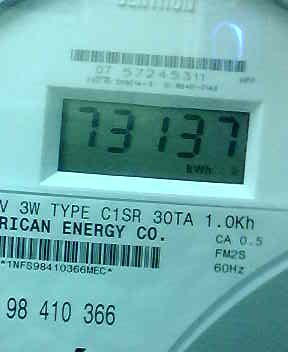 CENTRON
07 57245311
73137
kWh
V 3W TYPE C1SR 30TA 1.0Kh
RICAN ENERGY CO.
CA 0.5
FM2S
*1NFS98410366MEC*
60Hz
98 410 366